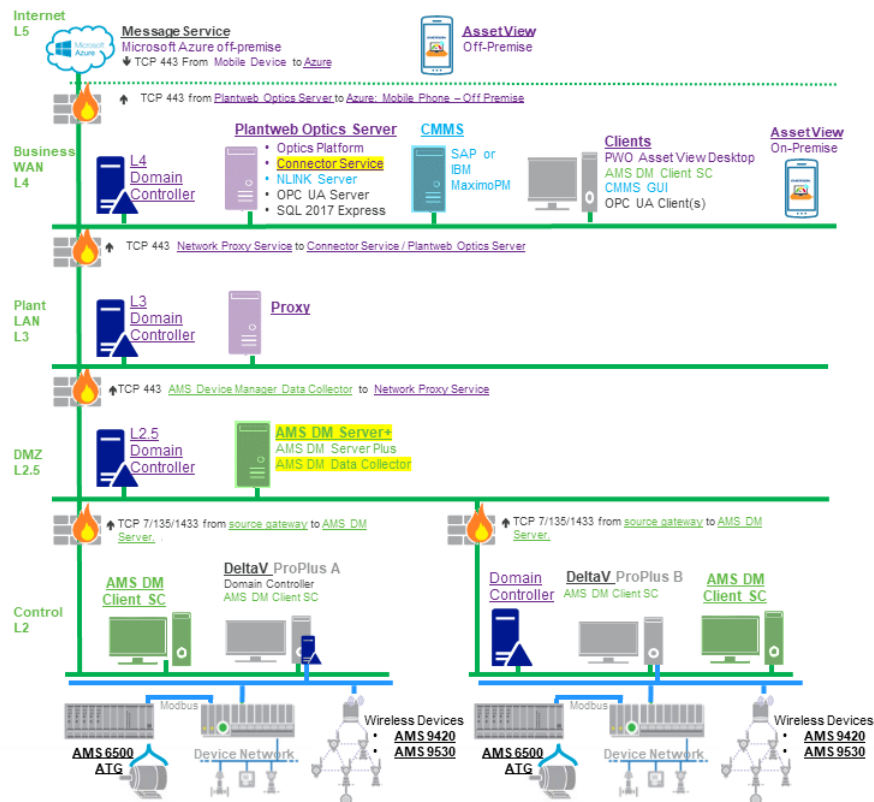 Internet
L5
Microsoft
Azure
Message Service
Microsoft Azure off-premise
TCP 443 From Mobile Device to Azure
AssetView
Off-Premise
TCP 443 from Plantweb Optics Server to Azure: Mobile Phone – Off Premise
Business
WAN
L4
L4
Domain
Controller
Plantweb Optics Server
• Optics Platform
• Connector Service
• NLINK Server
• OPC UA Server
• SQL 2017 Express
CMMS
SAP or
IBM
MaximoPM
Clients
PWO Asset View Desktop
AMS DM Client SC
CMMS GUI
OPC UA Client(s)
AssetView
On-Premise
TCP 443 Network Proxy Service to Connector Service / Plantweb Optics Server
Plant
LAN
L3
L3
Domain
Controller
Proxy
TCP 443 AMS Device Manager Data Collector to Network Proxy Service
DMZ
L2.5
L2.5
Domain
Controller
AMS DM Server+
AMS DM Server Plus
AMS DM Data Collector
TCP 7/135/1433 from source gateway to AMS DM
Server. .
TCP 7/135/1433 from source gateway to AMS DM
Server.
Control
L2
AMS DM
Client SC
DeltaV ProPlus A
Domain Controller
AMS DM Client SC
Domain
Controller
DeltaV ProPlus B
AMS DM Client SC
AMS DM
Client SC
Modbus
AMS 6500
ATG
Device Network
Wireless Devices
• AMS 9420
• AMS 9530
Modbus
AMS 6500
ATG
Device Network
Wireless Devices
• AMS 9420
• AMS 9530